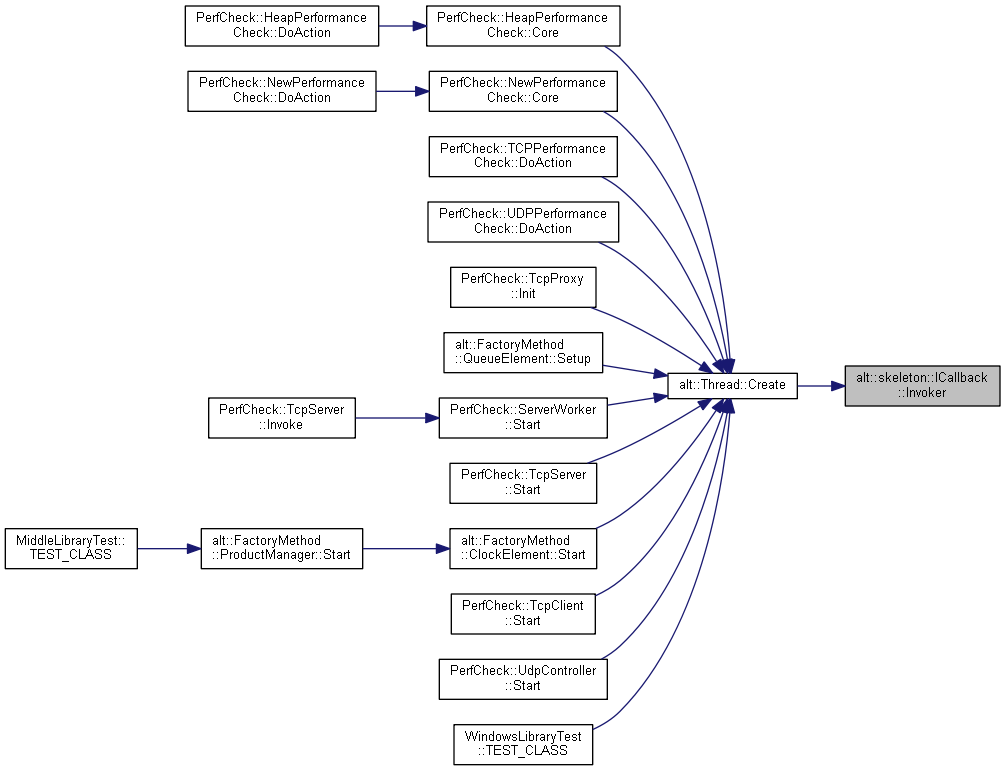 PerfCheck::HeapPerformance
Check::DoAction
PerfCheck::HeapPerformance
Check::Core
PerfCheck::NewPerformance
Check::DoAction
PerfCheck::NewPerformance
Check::Core
PerfCheck::TCPPerformance
Check::DoAction
PerfCheck::UDPPerformance
Check::DoAction
PerfCheck::TcpProxy
::Init
alt::FactoryMethod
::QueueElement::Setup
alt::Thread::Create
alt::skeleton::ICallback
::Invoker
PerfCheck::TcpServer
::Invoke
PerfCheck::ServerWorker
::Start
PerfCheck::TcpServer
::Start
MiddleLibraryTest::
TEST_CLASS
alt::FactoryMethod
::ProductManager::Start
alt::FactoryMethod
::ClockElement::Start
PerfCheck::TcpClient
::Start
PerfCheck::UdpController
::Start
WindowsLibraryTest
::TEST_CLASS